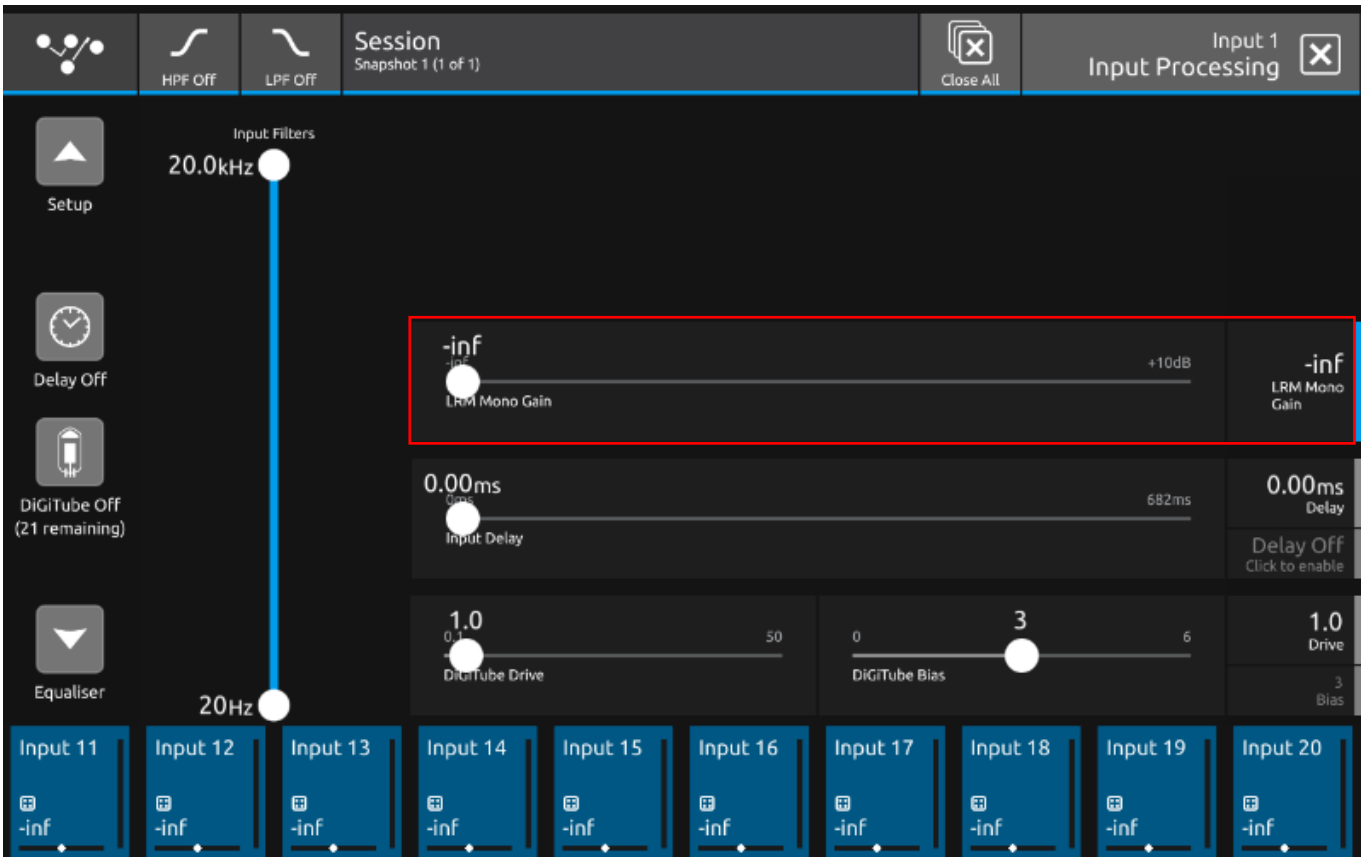 HPF Off
LPF Off
Session
Snapshot 1 (1 of 1)
Close All
Input 1
Input Processing
Setup
Input Filters
20.0kHz
20Hz
Delay Off
DiGiTube Off
(21 remaining)
Equaliser
-inf
-inf
+10dB
LRM Mono Gain
-inf
LRM Mono
Gain
0.00ms
0ms
682ms
Input Delay
0.00ms
Delay
Delay Off
Click to enable
1.0
0.1
50
DiGiTube Drive
3
0
6
DiGiTube Bias
1.0
Drive
3
Bias
Input 11
-inf
Input 12
-inf
Input 13
-inf
Input 14
-inf
Input 15
-inf
Input 16
-inf
Input 17
-inf
Input 18
-inf
Input 19
-inf
Input 20
-inf